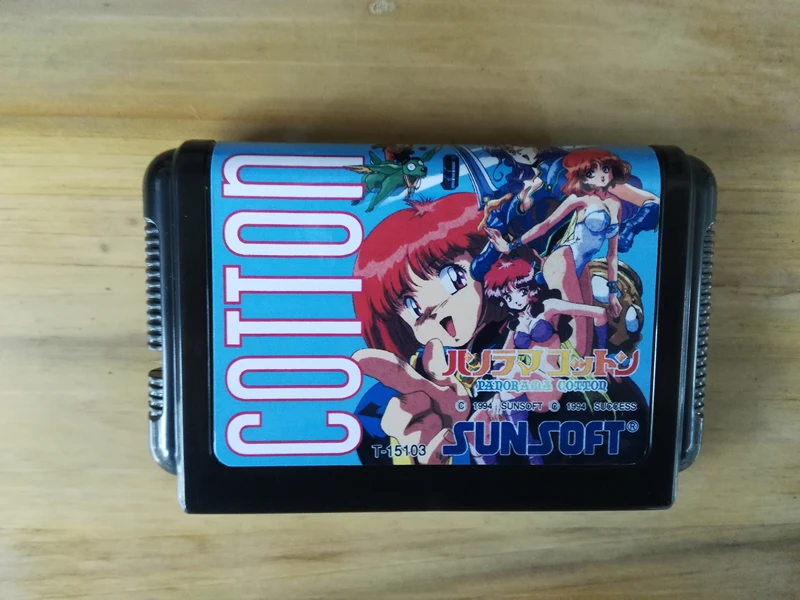 COTTON
パノラマ コットン
PANORAMA COTTON
© 1994 SUNSOFT © 1994 SUCCESS
T-15103
SUNSOFT®